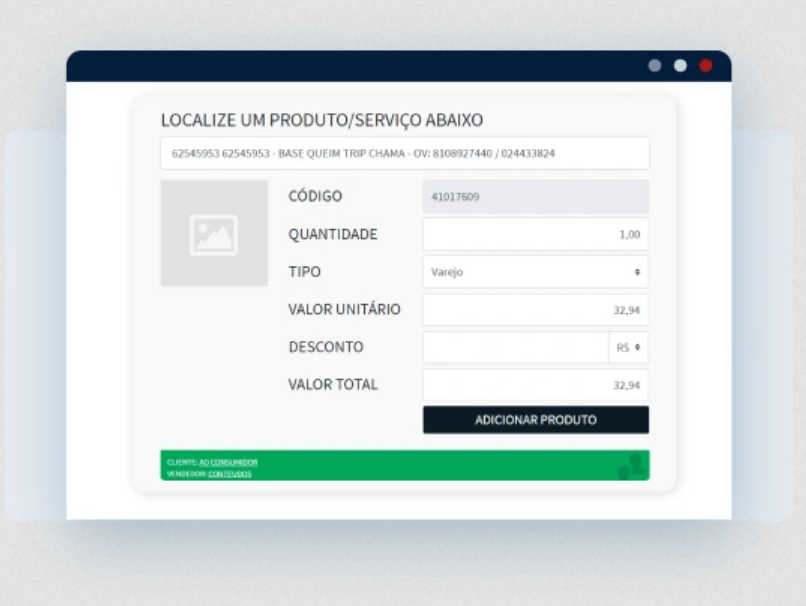 LOCALIZE UM PRODUTO/SERVIÇO ABAIXO
62545953 62545953 - BASE QUEIM TRIP CHAMA - OV: 8108927440 / 024433824
CÓDIGO 41017609
QUANTIDADE 1,00
TIPO Varejo
VALOR UNITÁRIO 32,94
DESCONTO R$
VALOR TOTAL 32,94
ADICIONAR PRODUTO
CLIENTE: AO CONSUMIDOR
VENDEDOR: CONTEUDOS